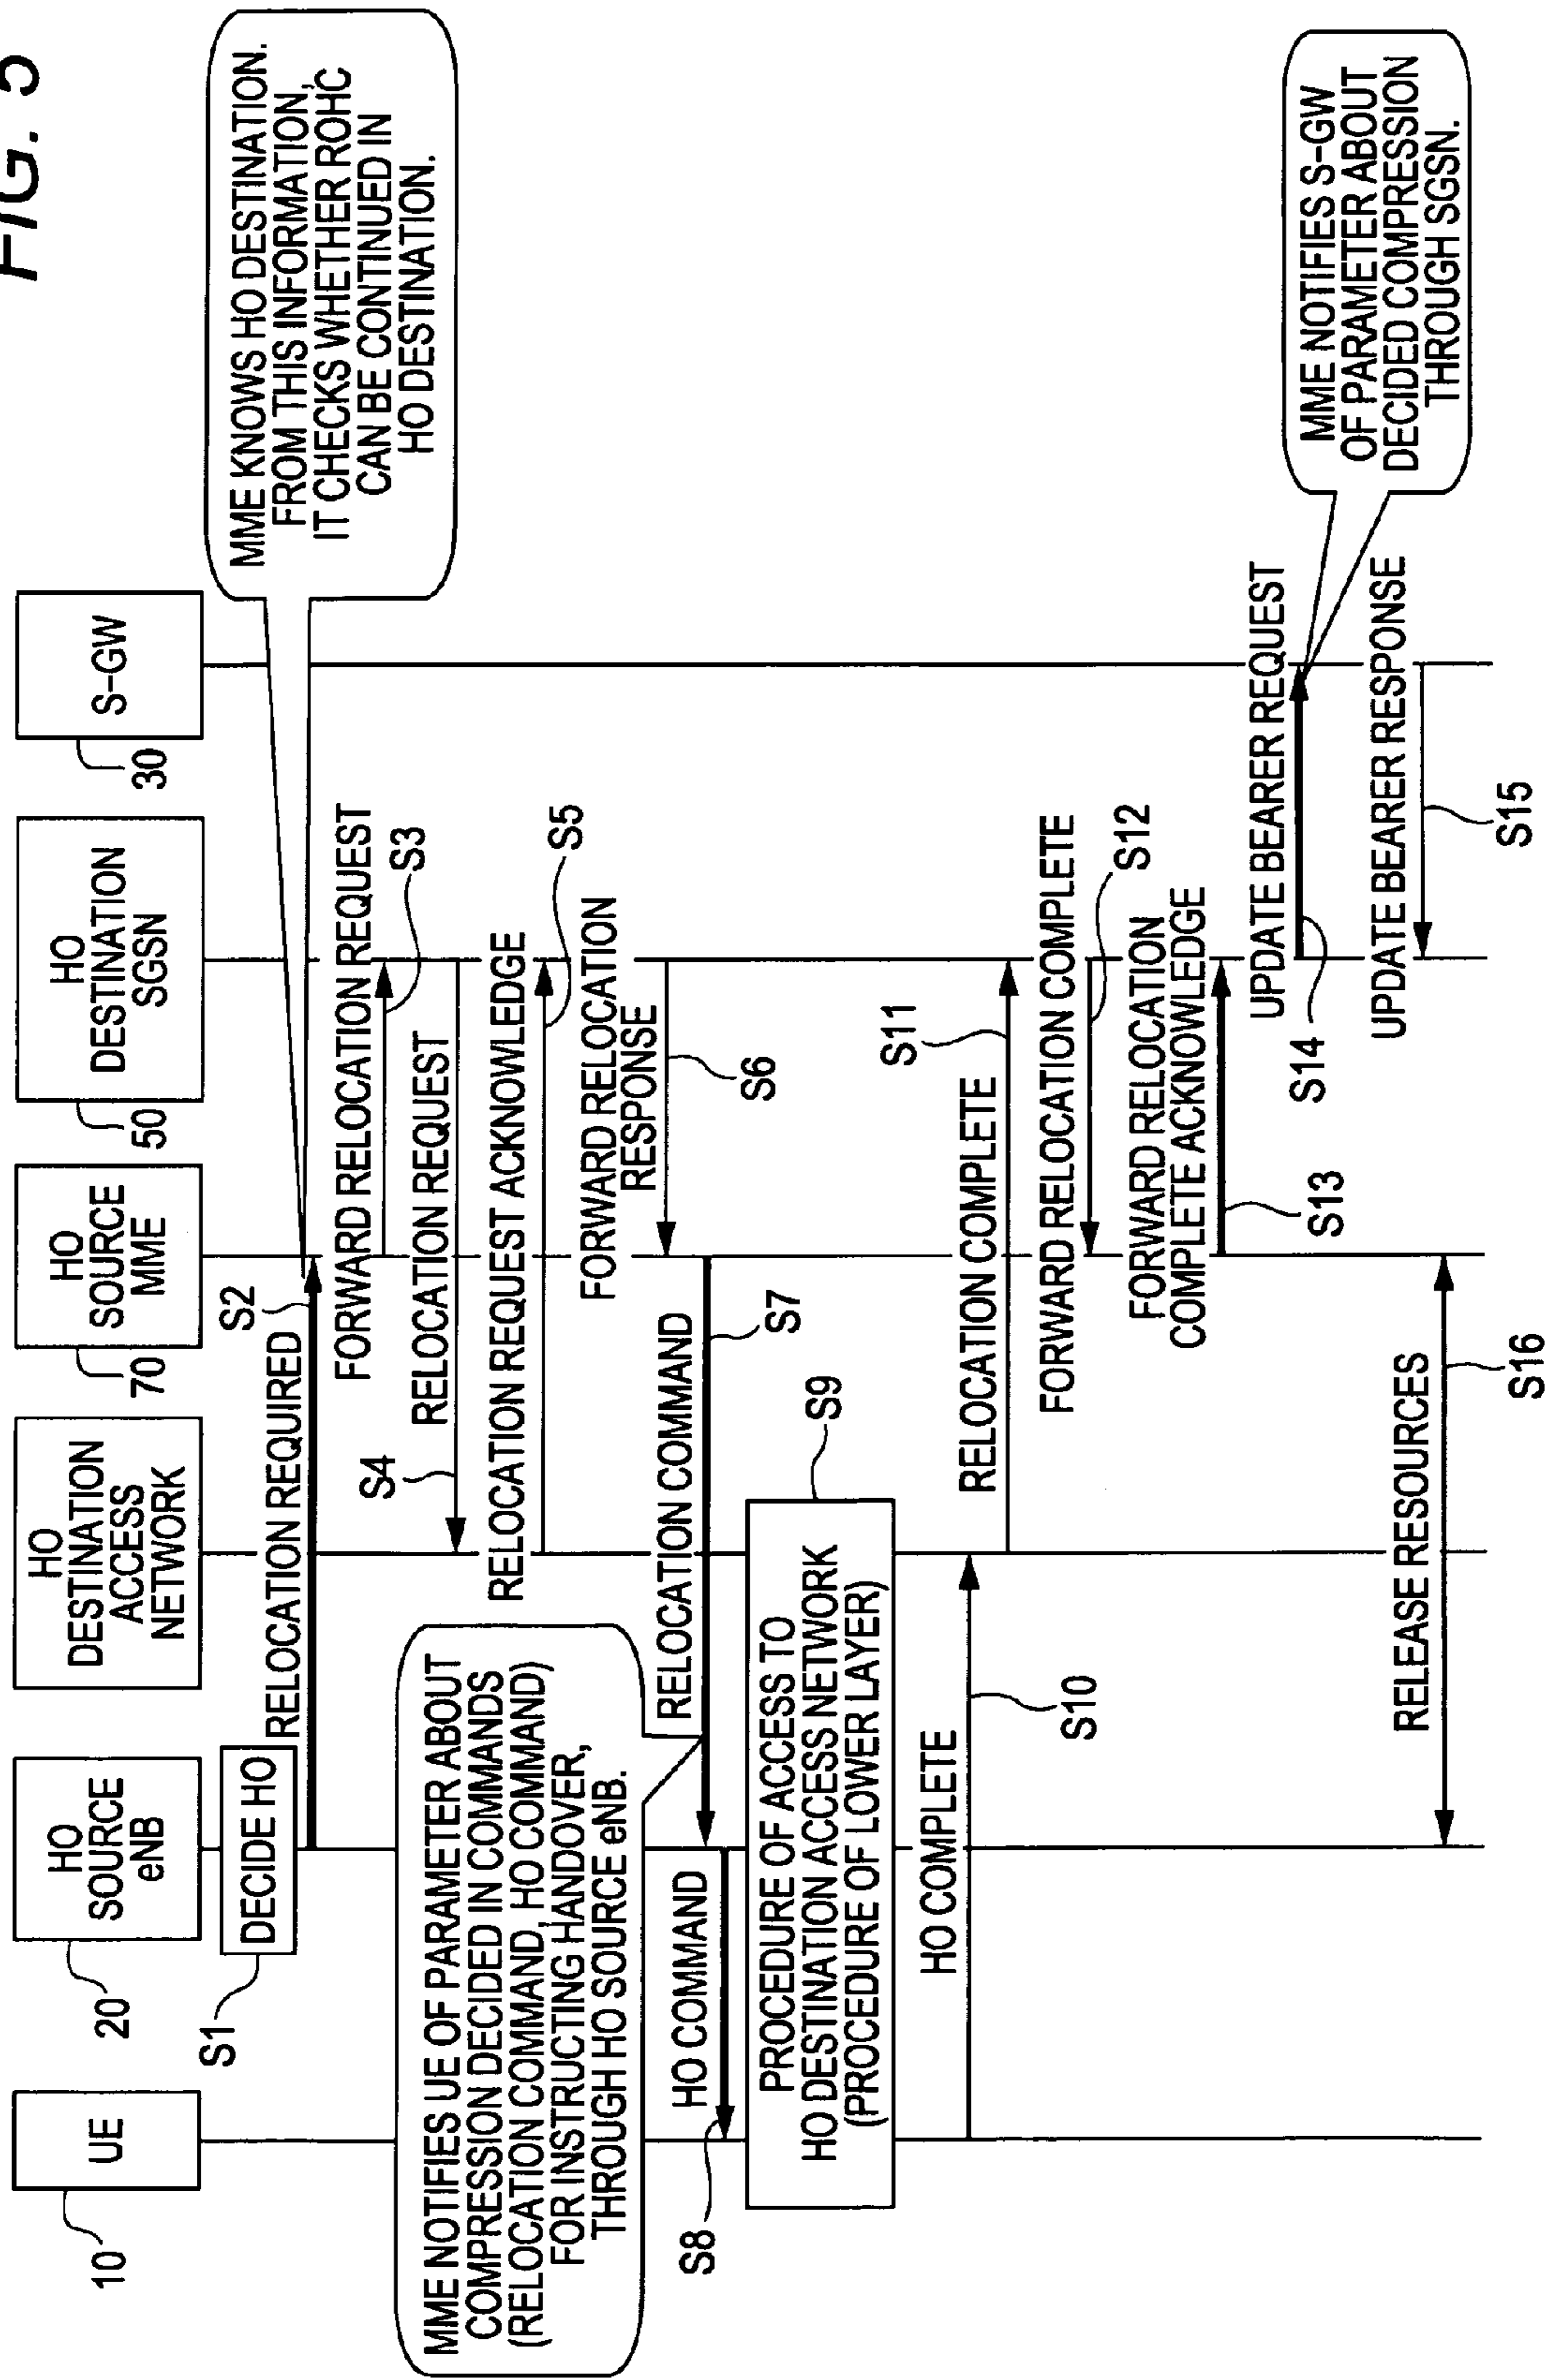 FIG. 5
UE
10
HO
SOURCE
eNB
20
HO
DESTINATION
ACCESS
NETWORK
HO
SOURCE
MME
70
HO
DESTINATION
SGSN
50
S-GW
30
S1
DECIDE HO
RELOCATION REQUIRED
S2
MME KNOWS HO DESTINATION.
FROM THIS INFORMATION,
IT CHECKS WHETHER ROHC
CAN BE CONTINUED IN
HO DESTINATION.
FORWARD RELOCATION REQUEST
S3
RELOCATION REQUEST
S4
RELOCATION REQUEST ACKNOWLEDGE
S5
FORWARD RELOCATION
RESPONSE
S6
MME NOTIFIES UE OF PARAMETER ABOUT
COMPRESSION DECIDED IN COMMANDS
(RELOCATION COMMAND, HO COMMAND)
FOR INSTRUCTING HANDOVER,
THROUGH HO SOURCE eNB.
RELOCATION COMMAND
S7
HO COMMAND
S8
PROCEDURE OF ACCESS TO
HO DESTINATION ACCESS NETWORK
(PROCEDURE OF LOWER LAYER)
S9
HO COMPLETE
S10
RELOCATION COMPLETE
S11
FORWARD RELOCATION COMPLETE
S12
FORWARD RELOCATION
COMPLETE ACKNOWLEDGE
S13
UPDATE BEARER REQUEST
S14
MME NOTIFIES S-GW
OF PARAMETER ABOUT
DECIDED COMPRESSION
THROUGH SGSN.
UPDATE BEARER RESPONSE
S15
RELEASE RESOURCES
S16